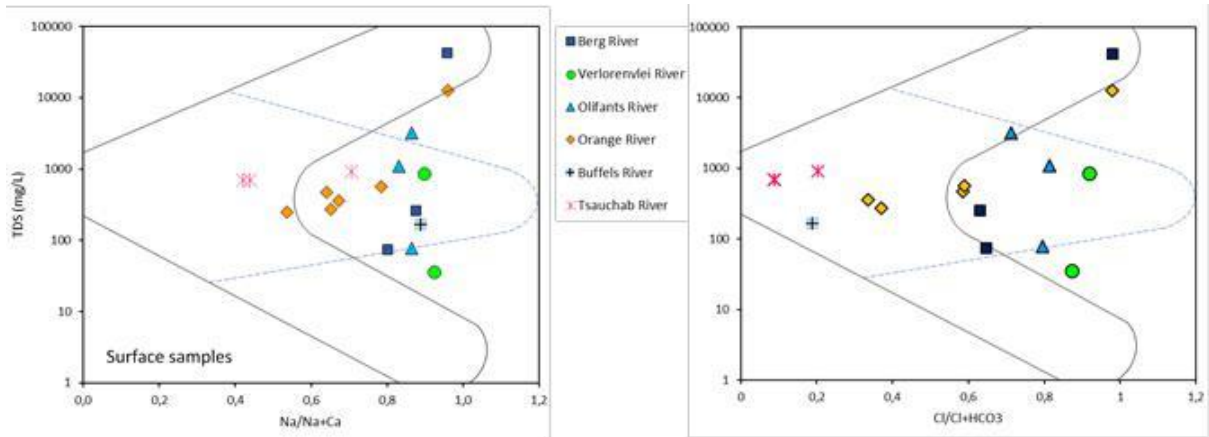 100000
10000
1000
100
10
1
TDS (mg/L)
0,0 0,2 0,4 0,6 0,8 1,0 1,2
Na/Na+Ca
Surface samples
Berg River
Verlorenvlei River
Olifants River
Orange River
Buffels River
Tsauchab River
100000
10000
1000
100
10
1
0 0,2 0,4 0,6 0,8 1 1,2
Cl/Cl+HCO3